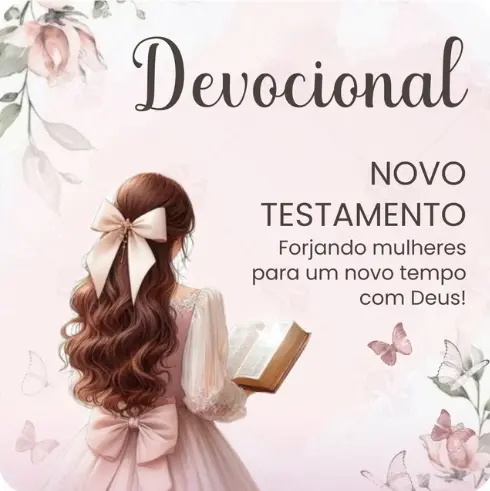 Devocional
NOVO
TESTAMENTO
Forjando mulheres
para um novo tempo
com Deus!